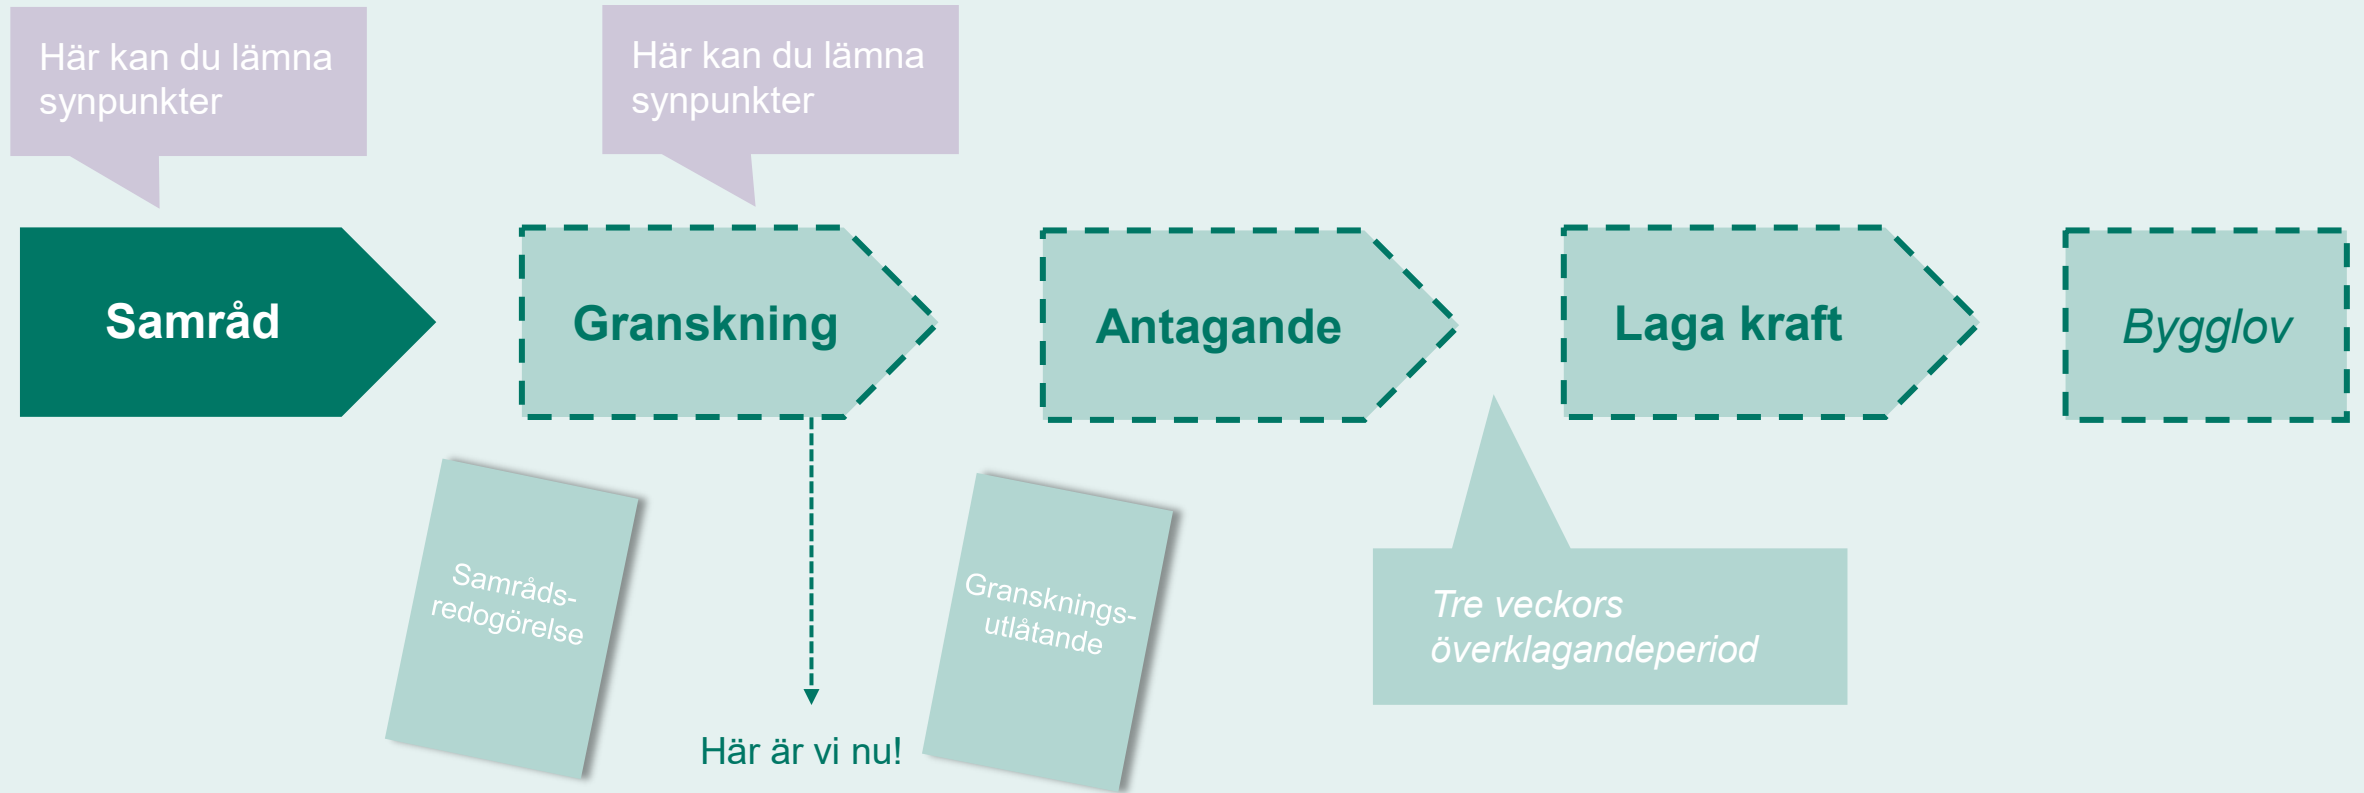 Här kan du lämna
synpunkter
Här kan du lämna
synpunkter
Samråd
Granskning
Antagande
Laga kraft
Bygglov
Samråds-
redogörelse
Gransknings-
utlåtande
Tre veckors
överklagandeperiod
Här är vi nu!